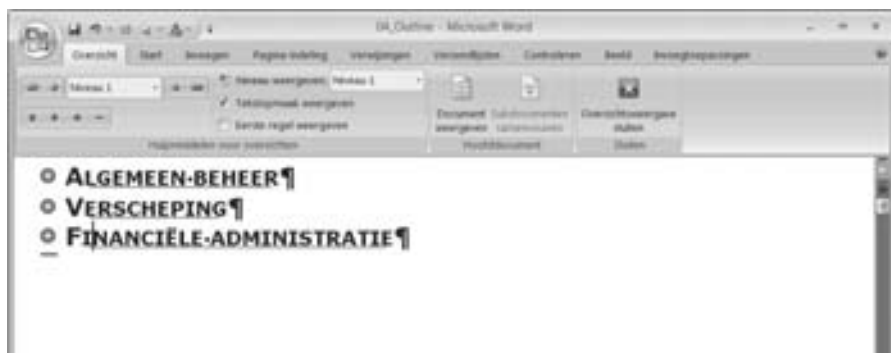 04_Outline - Microsoft Word
Overzicht Start Invoegen Pagina-indeling Verwijzingen Verzendlijsten Controleren Beeld Invoegtoepassingen
Niveau 1 Niveau weergeven: Niveau 1
Tekstopmaak weergeven
Eerste regel weergeven
Document weergeven Subdocumenten Overzichtsweergave sluiten
Hulpmiddelen voor overzichten Hoofddocument Sluiten
ALGEMEEN·BEHEER¶
VERSCHEPING¶
FINANCIËLE·ADMINISTRATIE¶